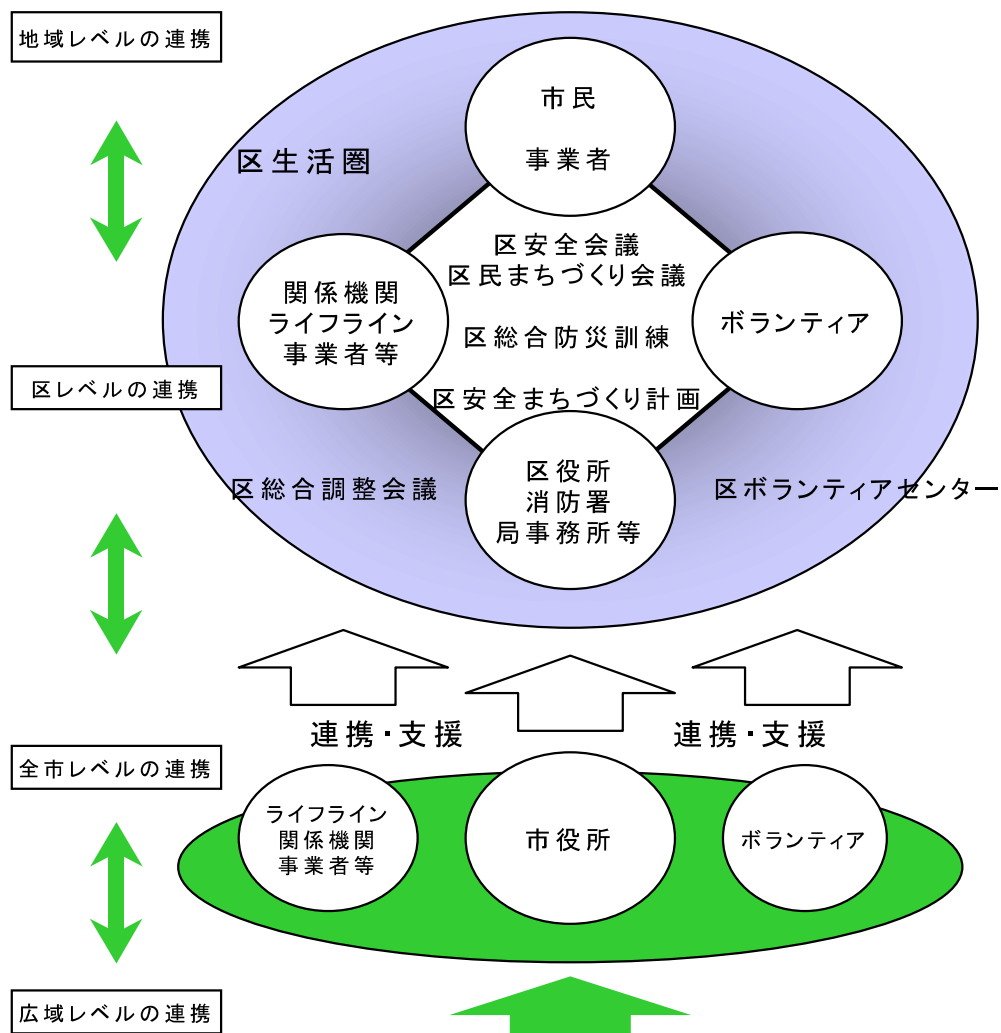 地域レベルの連携
市民
事業者
区生活圏
区安全会議
区民まちづくり会議
関係機関
ライフライン
事業者等
ボランティア
区総合防災訓練
区レベルの連携
区安全まちづくり計画
区役所
消防署
局事務所等
区総合調整会議
区ボランティアセンター
連携・支援
連携・支援
全市レベルの連携
ライフライン
関係機関
事業者等
市役所
ボランティア
広域レベルの連携